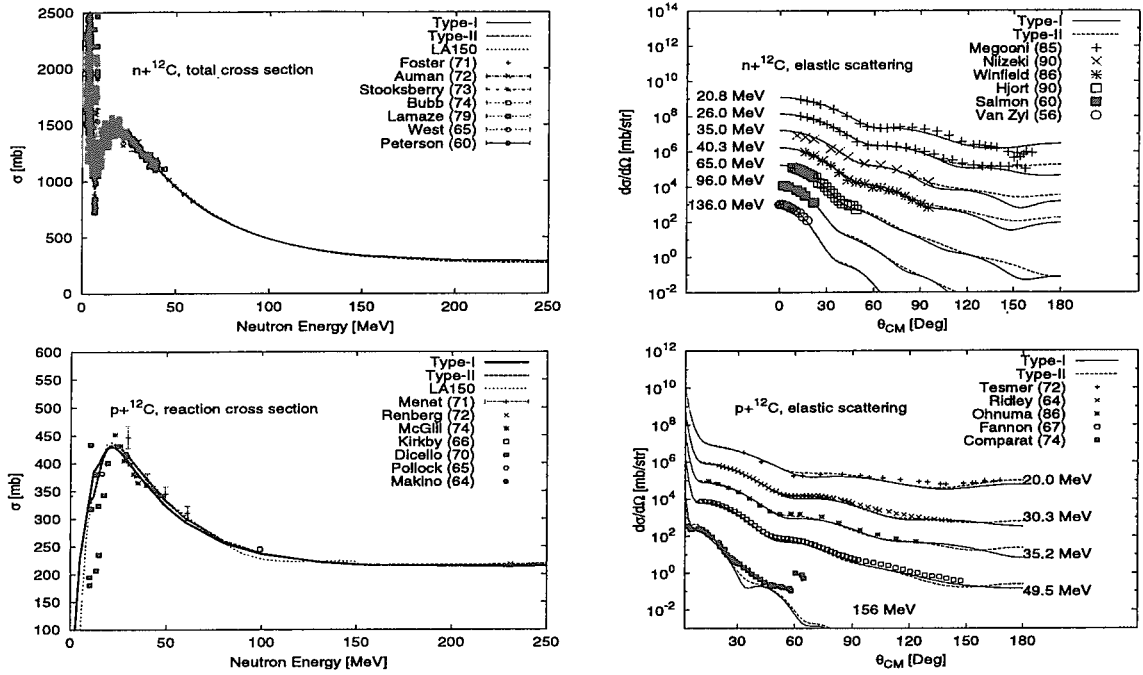 2500
2000
1500
1000
500
0
σ [mb]
n+¹²C, total cross section
Type-I
Type-II
LA150
Foster (71)
Auman (72)
Stooksberry (73)
Bubb (74)
Lamaze (79)
West (65)
Peterson (60)
0 50 100 150 200 250
Neutron Energy [MeV]
10¹⁴
10¹²
10¹⁰
10⁸
10⁶
10⁴
10²
10⁰
10⁻²
dσ/dΩ [mb/str]
n+¹²C, elastic scattering
Type-I
Type-II
Megooni (85)
Niizeki (90)
Winfield (86)
Hjort (90)
Salmon (60)
Van Zyl (56)
20.8 MeV
26.0 MeV
35.0 MeV
40.3 MeV
65.0 MeV
96.0 MeV
136.0 MeV
0 30 60 90 120 150 180
θCM [Deg]
600
550
500
450
400
350
300
250
200
150
100
σ [mb]
p+¹²C, reaction cross section
Type-I
Type-II
LA150
Menet (71)
Renberg (72)
McGill (74)
Kirkby (66)
Dicello (70)
Pollock (65)
Makino (64)
0 50 100 150 200 250
Neutron Energy [MeV]
10¹²
10¹⁰
10⁸
10⁶
10⁴
10²
10⁰
10⁻²
dσ/dΩ [mb/str]
p+¹²C, elastic scattering
Type-I
Type-II
Tesmer (72)
Ridley (64)
Ohnuma (86)
Fannon (67)
Comparat (74)
20.0 MeV
30.3 MeV
35.2 MeV
49.5 MeV
156 MeV
30 60 90 120 150 180
θCM [Deg]